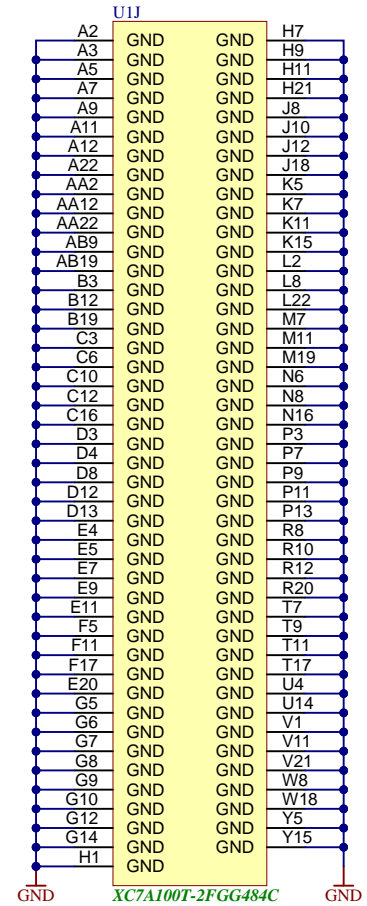 U1J
A2 GND GND H7
A3 GND GND H9
A5 GND GND H11
A7 GND GND H21
A9 GND GND J8
A11 GND GND J10
A12 GND GND J12
A22 GND GND J18
AA2 GND GND K5
AA12 GND GND K7
AA22 GND GND K11
AB9 GND GND K15
AB19 GND GND L2
B3 GND GND L8
B12 GND GND L22
B19 GND GND M7
C3 GND GND M11
C6 GND GND M19
C10 GND GND N6
C12 GND GND N8
C16 GND GND N16
D3 GND GND P3
D4 GND GND P7
D8 GND GND P9
D12 GND GND P11
D13 GND GND P13
E4 GND GND R8
E5 GND GND R10
E7 GND GND R12
E9 GND GND R20
E11 GND GND T7
F5 GND GND T9
F11 GND GND T11
F17 GND GND T17
E20 GND GND U4
G5 GND GND U14
G6 GND GND V1
G7 GND GND V11
G8 GND GND V21
G9 GND GND W8
G10 GND GND W18
G12 GND GND Y5
G14 GND GND Y15
H1 GND
GND XC7A100T-2FGG484C GND